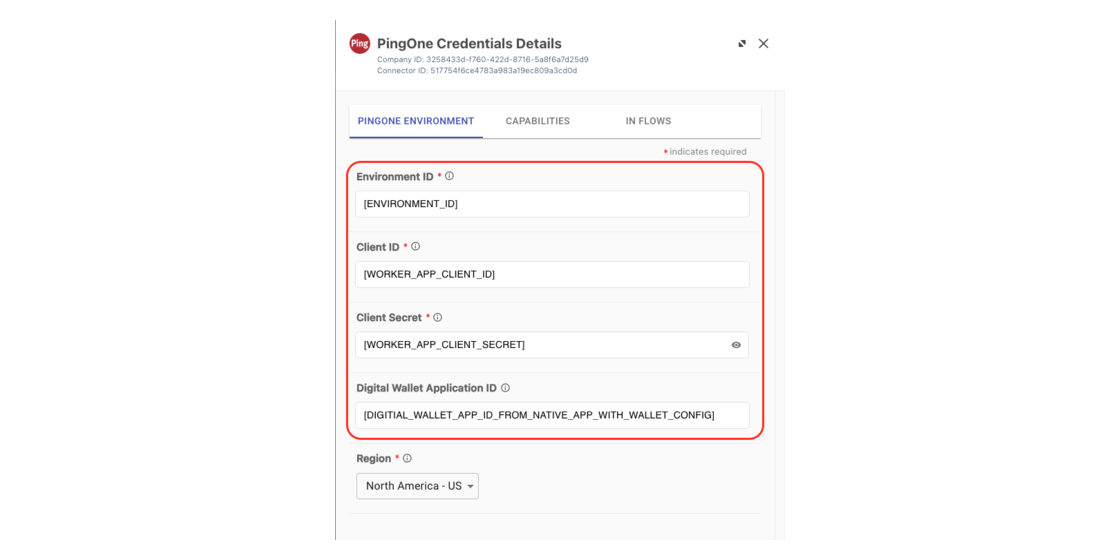 Ping PingOne Credentials Details
Company ID: 3258433d-f760-422d-8716-5a8f6a7d25d9
Connector ID: 517754f6ce4783a983a19ec809a3cd0d
PINGONE ENVIRONMENT CAPABILITIES IN FLOWS
* indicates required
Environment ID *
[ENVIRONMENT_ID]
Client ID *
[WORKER_APP_CLIENT_ID]
Client Secret *
[WORKER_APP_CLIENT_SECRET]
Digital Wallet Application ID
[DIGITIAL_WALLET_APP_ID_FROM_NATIVE_APP_WITH_WALLET_CONFIG]
Region *
North America - US